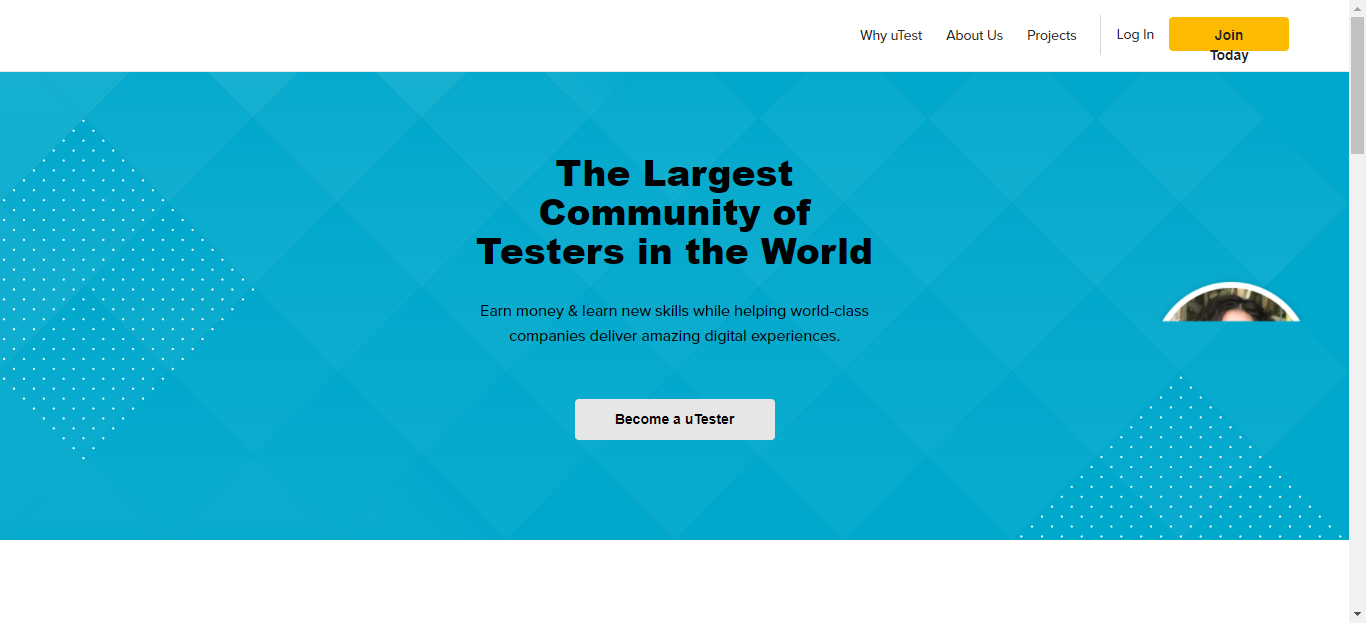 Why uTest
About Us
Projects
Log In
Join
Today
The Largest
Community of
Testers in the World
Earn money & learn new skills while helping world-class
companies deliver amazing digital experiences.
Become a uTester